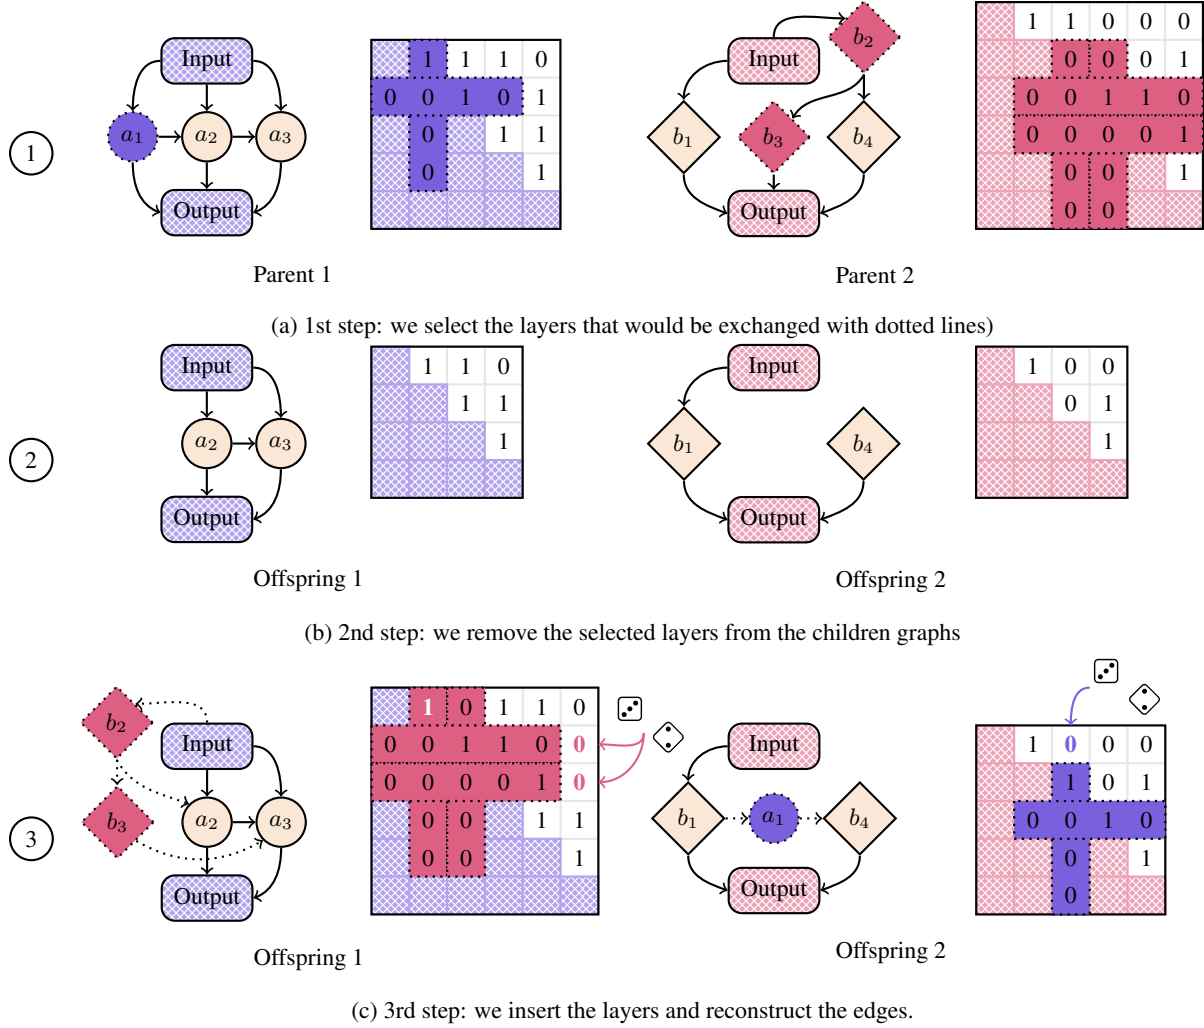 Input
a1 a2 a3
Output
1
1 1 1 0
0 0 1 0 1
0 1 1
0 1
Parent 1
b2
Input
b1 b3 b4
Output
1 1 0 0 0
0 0 0 1
0 0 1 1 0
0 0 0 0 1
0 0 1
0 0
Parent 2
(a) 1st step: we select the layers that would be exchanged with dotted lines)
2
Input
a2 a3
Output
1 1 0
1 1
1
Offspring 1
Input
b1 b4
Output
1 0 0
0 1
1
Offspring 2
(b) 2nd step: we remove the selected layers from the children graphs
3
b2
Input
b3 a2 a3
Output
1 0 1 1 0
0 0 1 1 0 0
0 0 0 0 1 0
0 0 1 1
0 0 1
Offspring 1
Input
b1 a1 b4
Output
1 0 0 0
1 0 1
0 0 1 0
0 1
0
Offspring 2
(c) 3rd step: we insert the layers and reconstruct the edges.